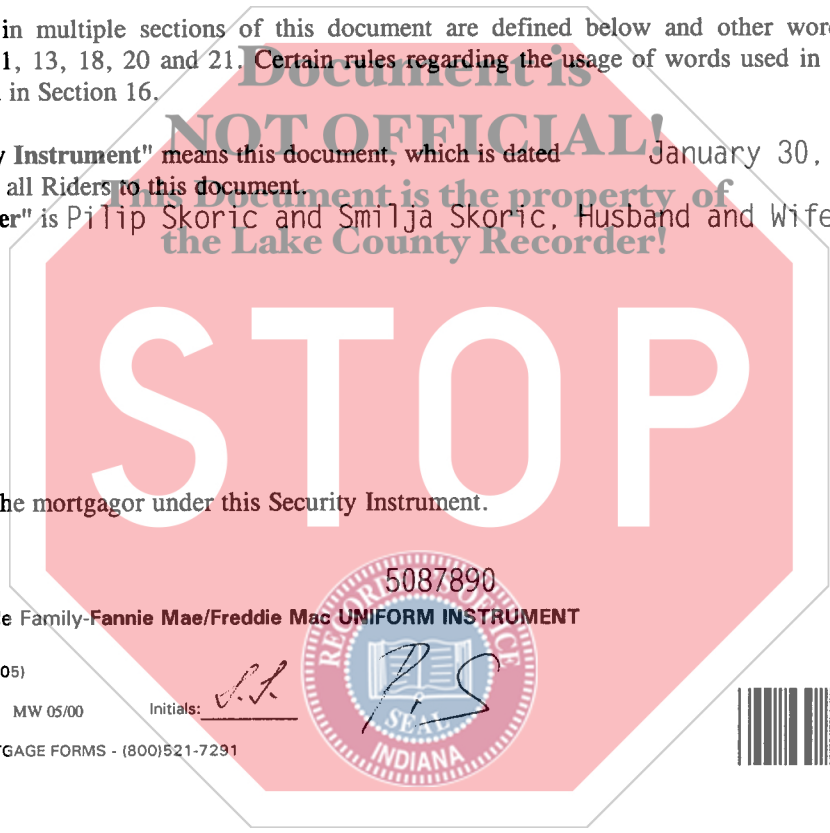 in multiple sections of this document are defined below and other wor
1, 13, 18, 20 and 21. Certain rules regarding the usage of words used in
in Section 16.
Document is
NOT OFFICIAL!
y Instrument" means this document, which is dated January 30,
all Riders to this document.
This Document is the property of
er" is Pilip Skoric and Smilja Skoric, Husband and Wife
the Lake County Recorder!
STOP
he mortgagor under this Security Instrument.
5087890
e Family-Fannie Mae/Freddie Mac UNIFORM INSTRUMENT
05)
MW 05/00 Initials: S.S. P.S
GAGE FORMS - (800)521-7291
RECORDER'S OFFICE
SEAL
INDIANA